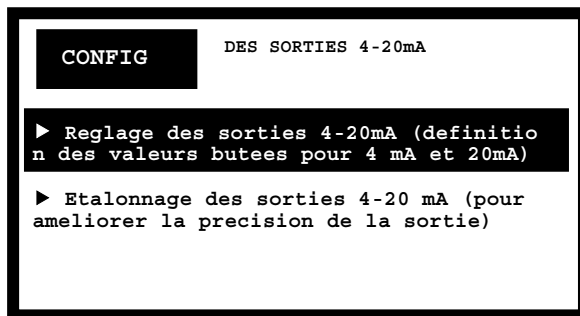 CONFIG
DES SORTIES 4-20mA
▶ Reglage des sorties 4-20mA (definitio
n des valeurs butees pour 4 mA et 20mA)
▶ Etalonnage des sorties 4-20 mA (pour
ameliorer la precision de la sortie)